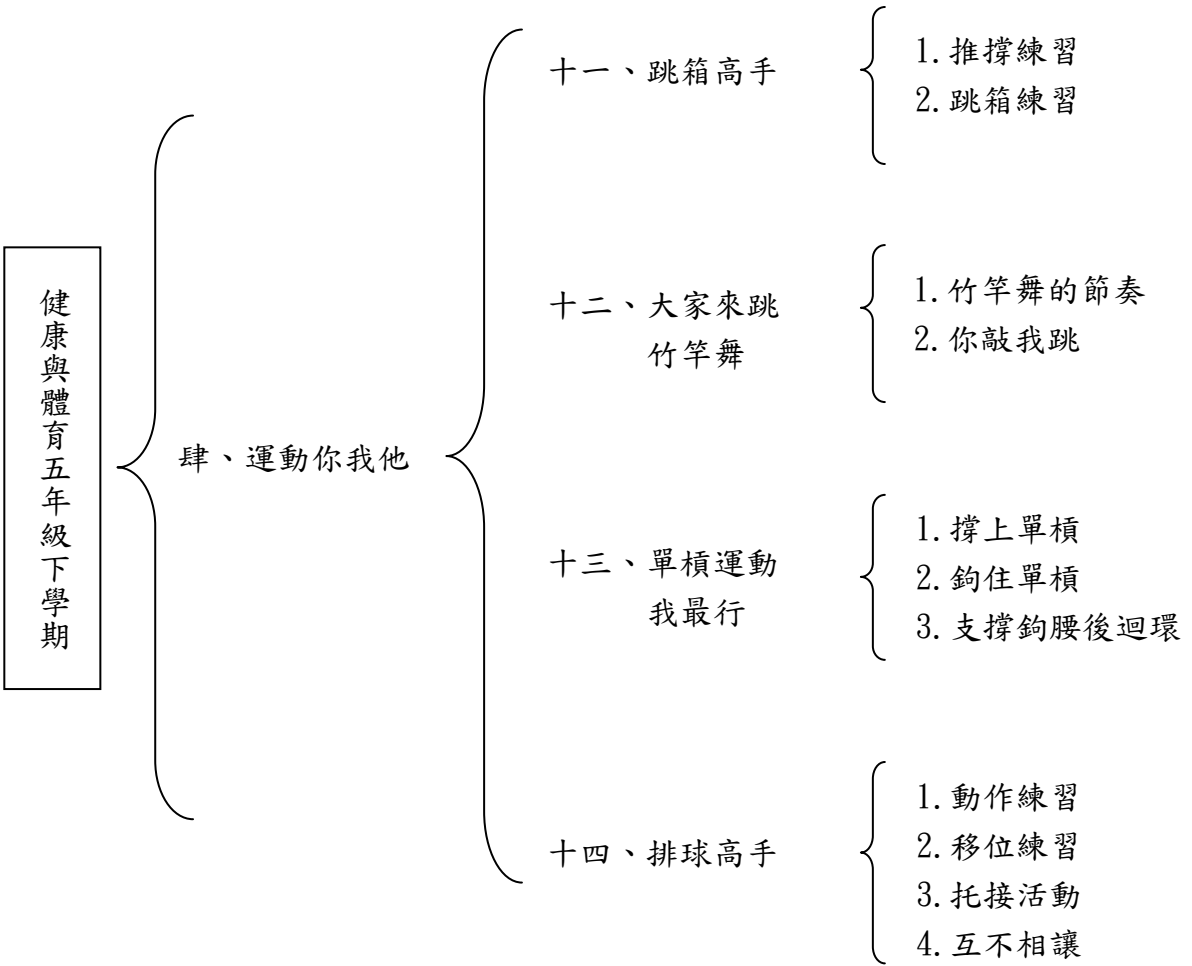 健康與體育五年級下學期
肆、運動你我他
十一、跳箱高手
1.推撐練習
2.跳箱練習
十二、大家來跳
竹竿舞
1.竹竿舞的節奏
2.你敲我跳
十三、單槓運動
我最行
1.撐上單槓
2.鉤住單槓
3.支撐鉤腰後迴環
十四、排球高手
1.動作練習
2.移位練習
3.托接活動
4.互不相讓